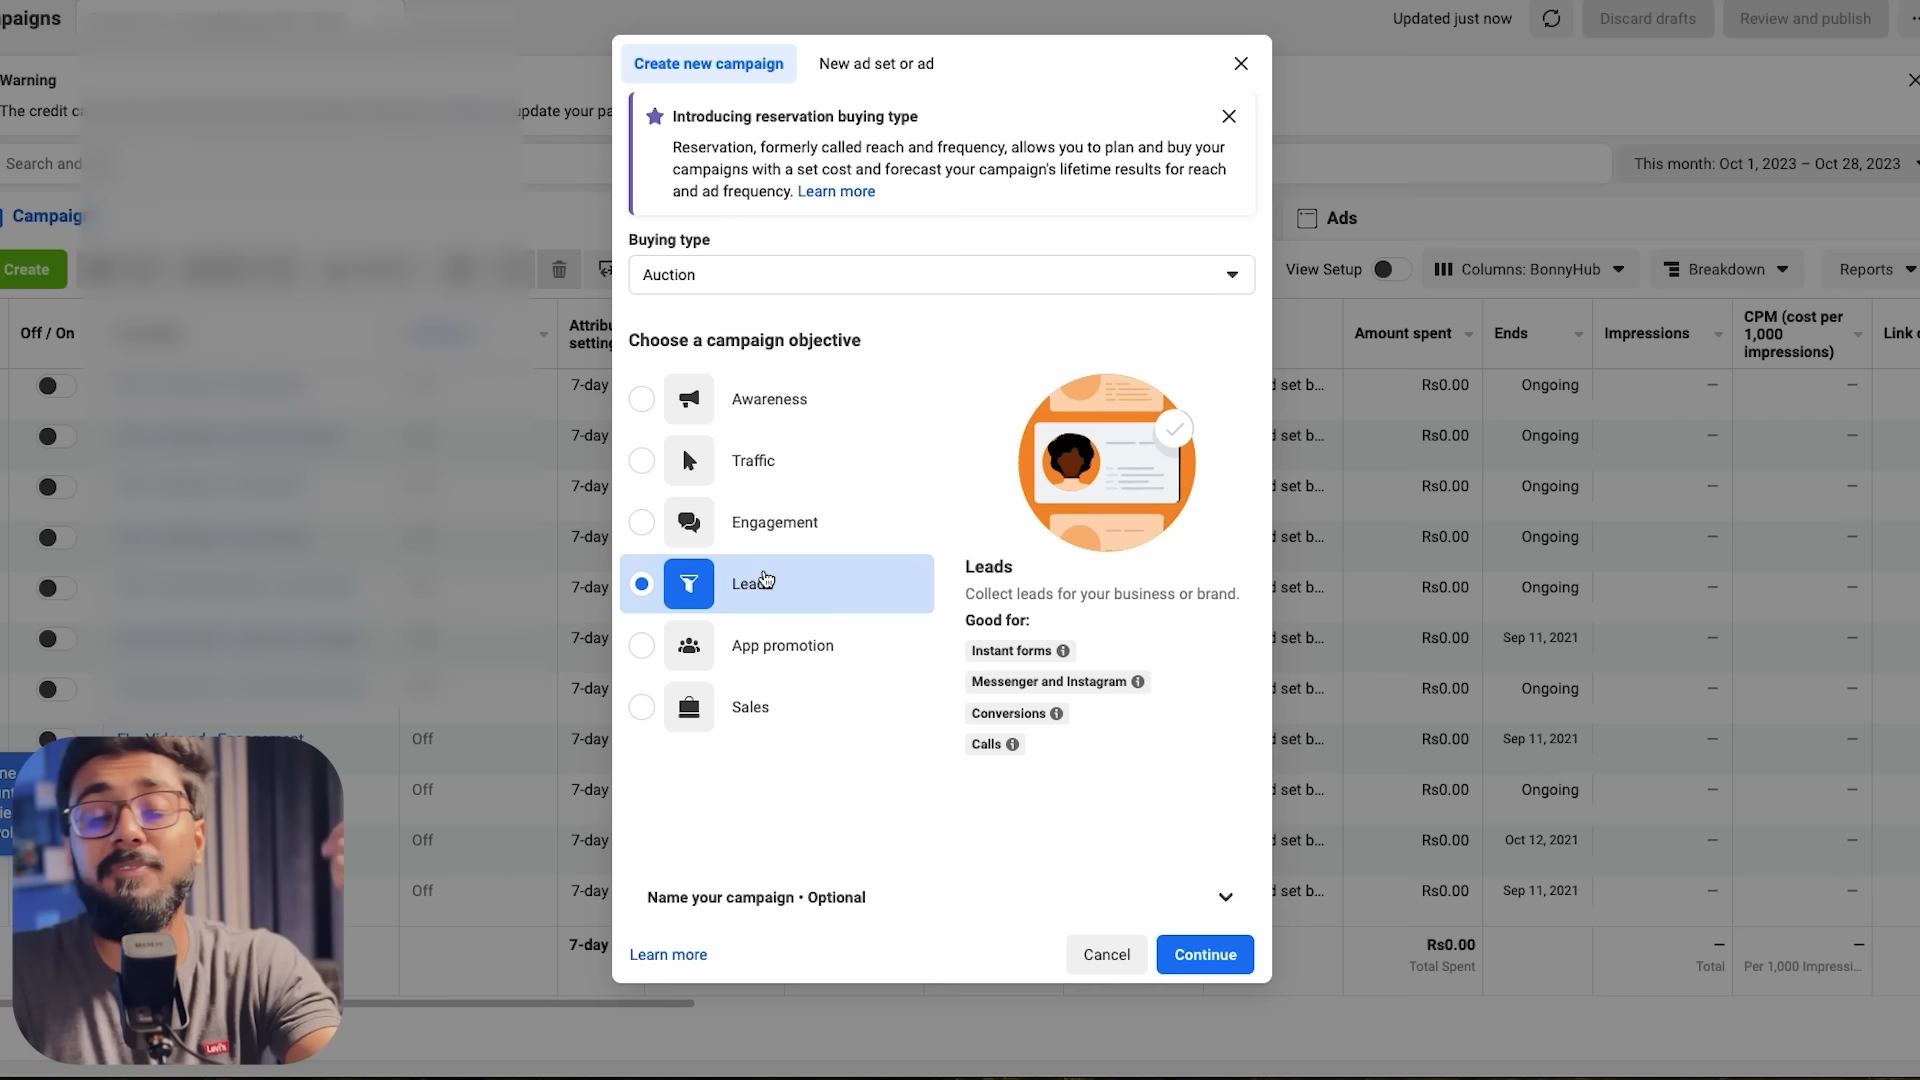 paigns
Updated just now
Discard drafts
Review and publish
Create new campaign
New ad set or ad
Warning
The credit
update your
Introducing reservation buying type
Reservation, formerly called reach and frequency, allows you to plan and buy your
campaigns with a set cost and forecast your campaign's lifetime results for reach
and ad frequency. Learn more
Search and
This month: Oct 1, 2023 – Oct 28, 2023
Campaig
Ads
Buying type
Auction
Create
View Setup
Columns: BonnyHub
Breakdown
Reports
Off / On
Attribu
setting
Amount spent
Ends
Impressions
CPM (cost per
1,000
impressions)
Link
Choose a campaign objective
Awareness
Traffic
Engagement
Leads
App promotion
Sales
Leads
Collect leads for your business or brand.
Good for:
Instant forms
Messenger and Instagram
Conversions
Calls
7-day
d set b...
Rs0.00
Ongoing
—
—
7-day
d set b...
Rs0.00
Ongoing
—
—
7-day
d set b...
Rs0.00
Ongoing
—
—
7-day
d set b...
Rs0.00
Ongoing
—
—
7-day
d set b...
Rs0.00
Ongoing
—
—
7-day
d set b...
Rs0.00
Sep 11, 2021
—
—
7-day
d set b...
Rs0.00
Ongoing
—
—
Off
7-day
d set b...
Rs0.00
Sep 11, 2021
—
—
Off
7-day
d set b...
Rs0.00
Ongoing
—
—
Off
7-day
d set b...
Rs0.00
Oct 12, 2021
—
—
Off
7-day
d set b...
Rs0.00
Sep 11, 2021
—
—
Name your campaign • Optional
Learn more
Cancel
Continue
7-day
Rs0.00
Total Spent
—
Total
—
Per 1,000 Impressi...
Levi's